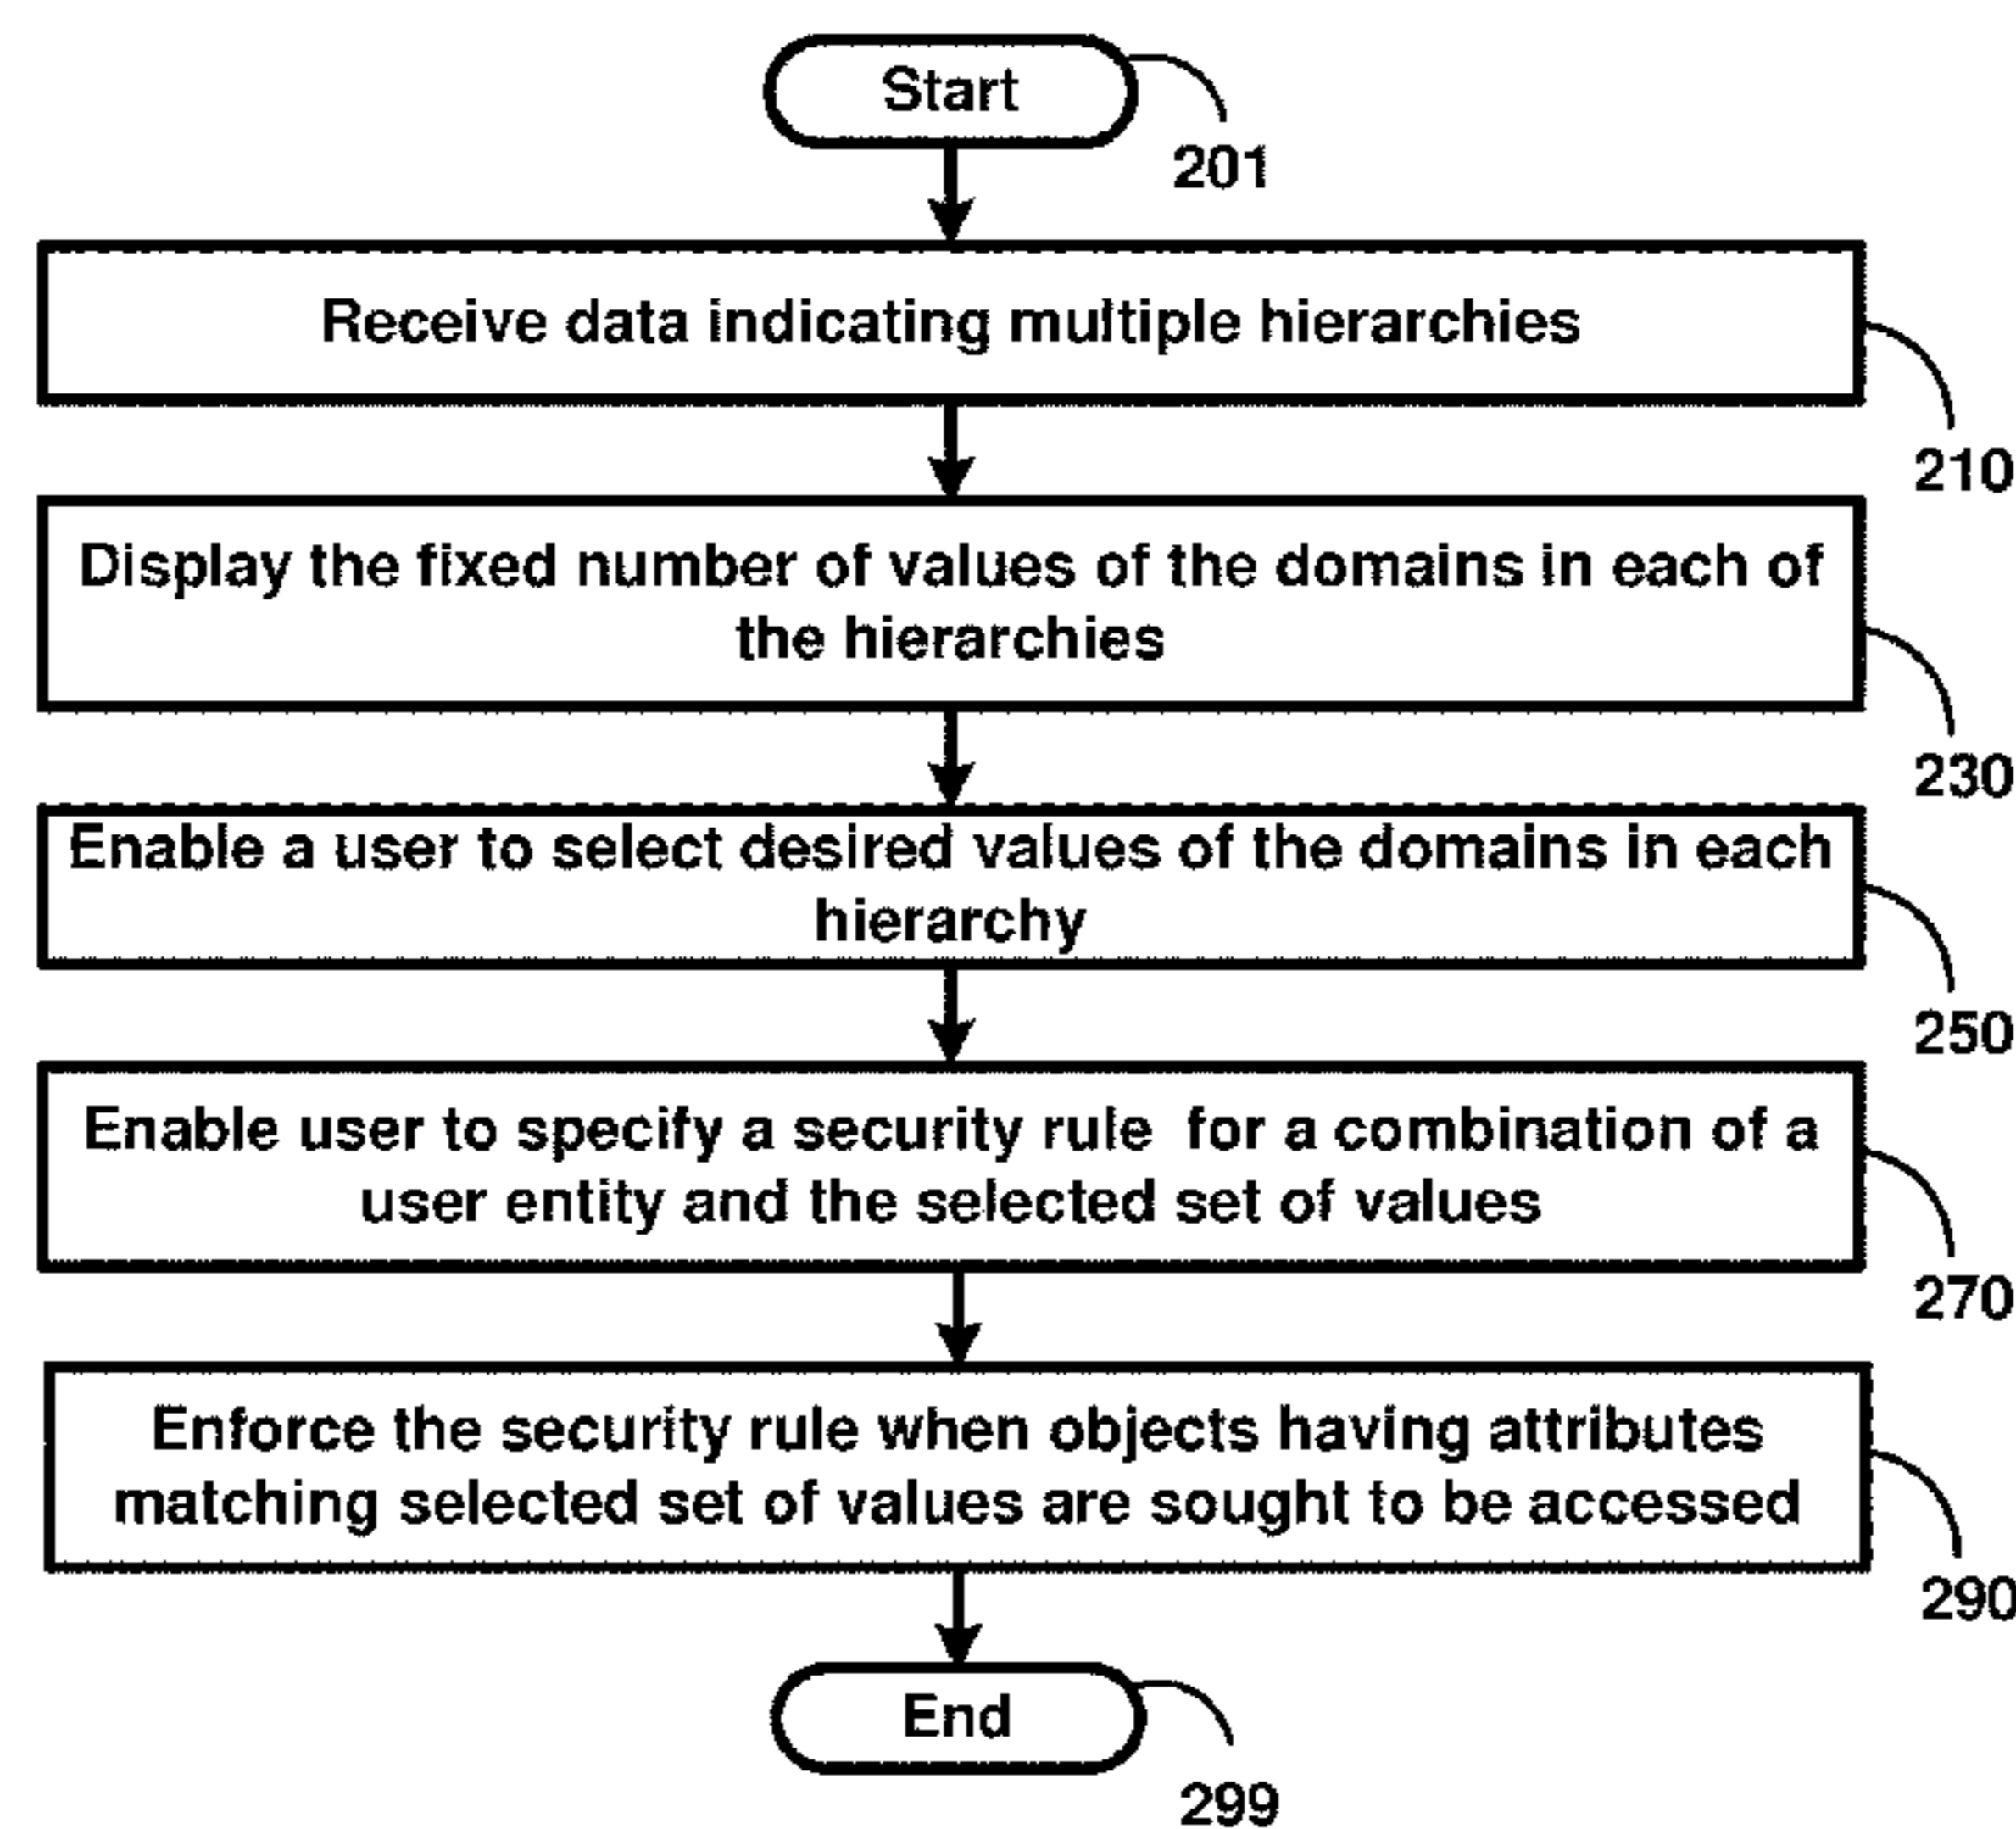 Start
201
Receive data indicating multiple hierarchies
210
Display the fixed number of values of the domains in each of
the hierarchies
230
Enable a user to select desired values of the domains in each
hierarchy
250
Enable user to specify a security rule for a combination of a
user entity and the selected set of values
270
Enforce the security rule when objects having attributes
matching selected set of values are sought to be accessed
290
End
299